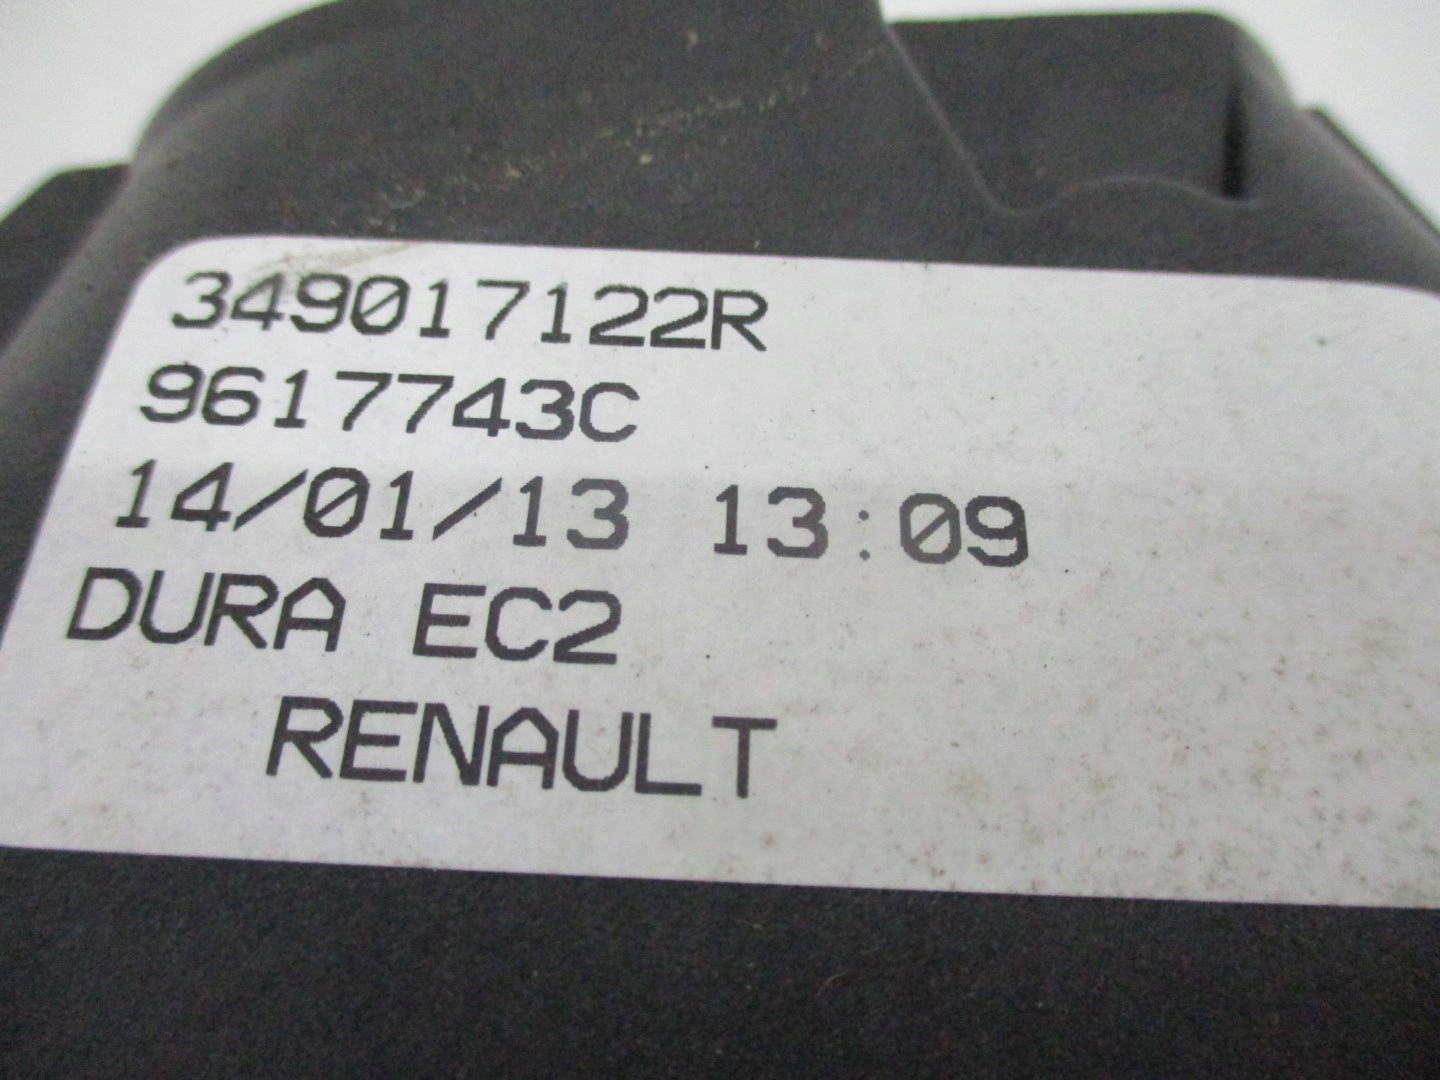 349017122R
9617743C
14/01/13 13:09
DURA EC2
RENAULT